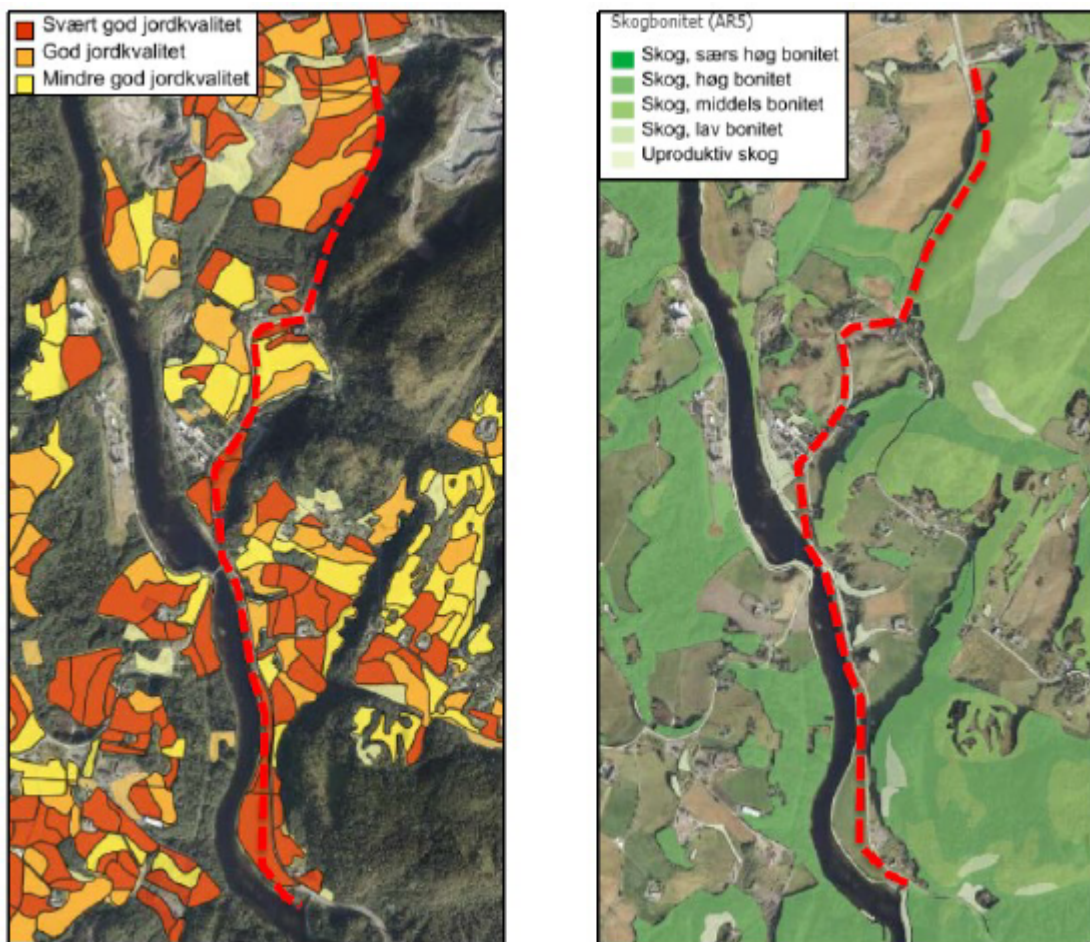 Svært god jordkvalitet
God jordkvalitet
Mindre god jordkvalitet
Skogbonitet (AR5)
Skog, særs høg bonitet
Skog, høg bonitet
Skog, middels bonitet
Skog, lav bonitet
Uproduktiv skog